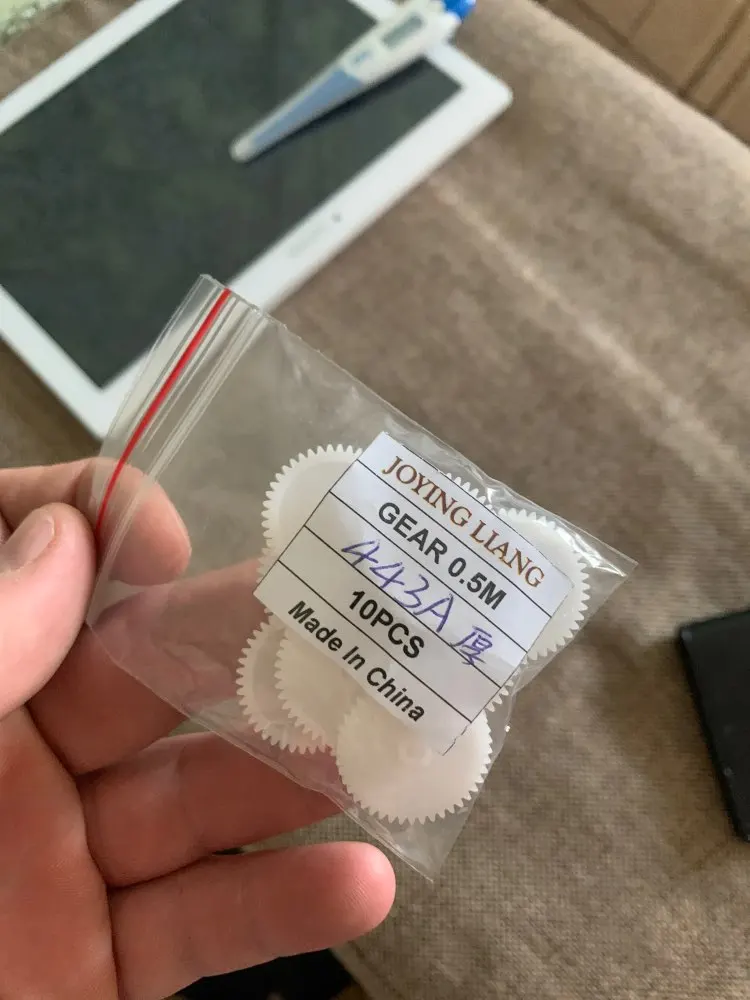 JOYING LIANG
GEAR 0.5M
443A 厚
10PCS
Made In China